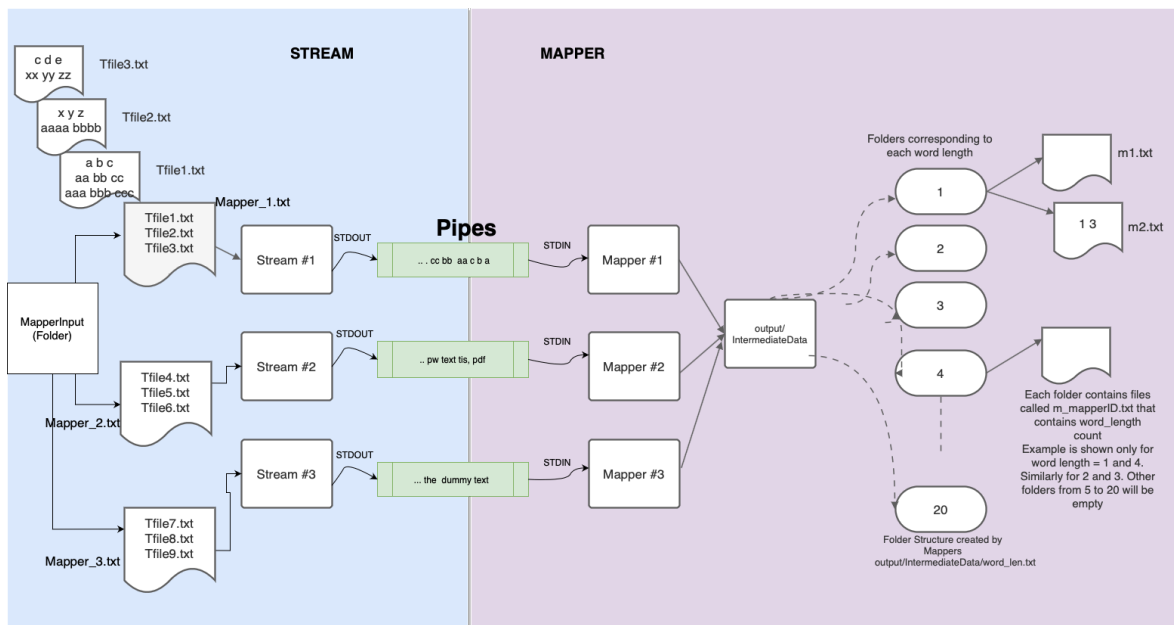 STREAM
MAPPER
c d e
xx yy zz
Tfile3.txt
x y z
aaaa bbbb
Tfile2.txt
a b c
aa bb cc
aaa bbb ccc
Tfile1.txt
Mapper_1.txt
Tfile1.txt
Tfile2.txt
Tfile3.txt
Stream #1
STDOUT
Pipes
.. . cc bb aa c b a
STDIN
Mapper #1
MapperInput
(Folder)
Tfile4.txt
Tfile5.txt
Tfile6.txt
Mapper_2.txt
Stream #2
STDOUT
.. pw text tis, pdf
STDIN
Mapper #2
Tfile7.txt
Tfile8.txt
Tfile9.txt
Mapper_3.txt
Stream #3
STDOUT
... the dummy text
STDIN
Mapper #3
output/
IntermediateData
Folders corresponding to
each word length
1
2
3
4
20
m1.txt
1 3
m2.txt
Each folder contains files
called m_mapperID.txt that
contains word_length
count
Example is shown only for
word length = 1 and 4.
Similarly for 2 and 3. Other
folders from 5 to 20 will be
empty
Folder Structure created by
Mappers
output/IntermediateData/word_len.txt